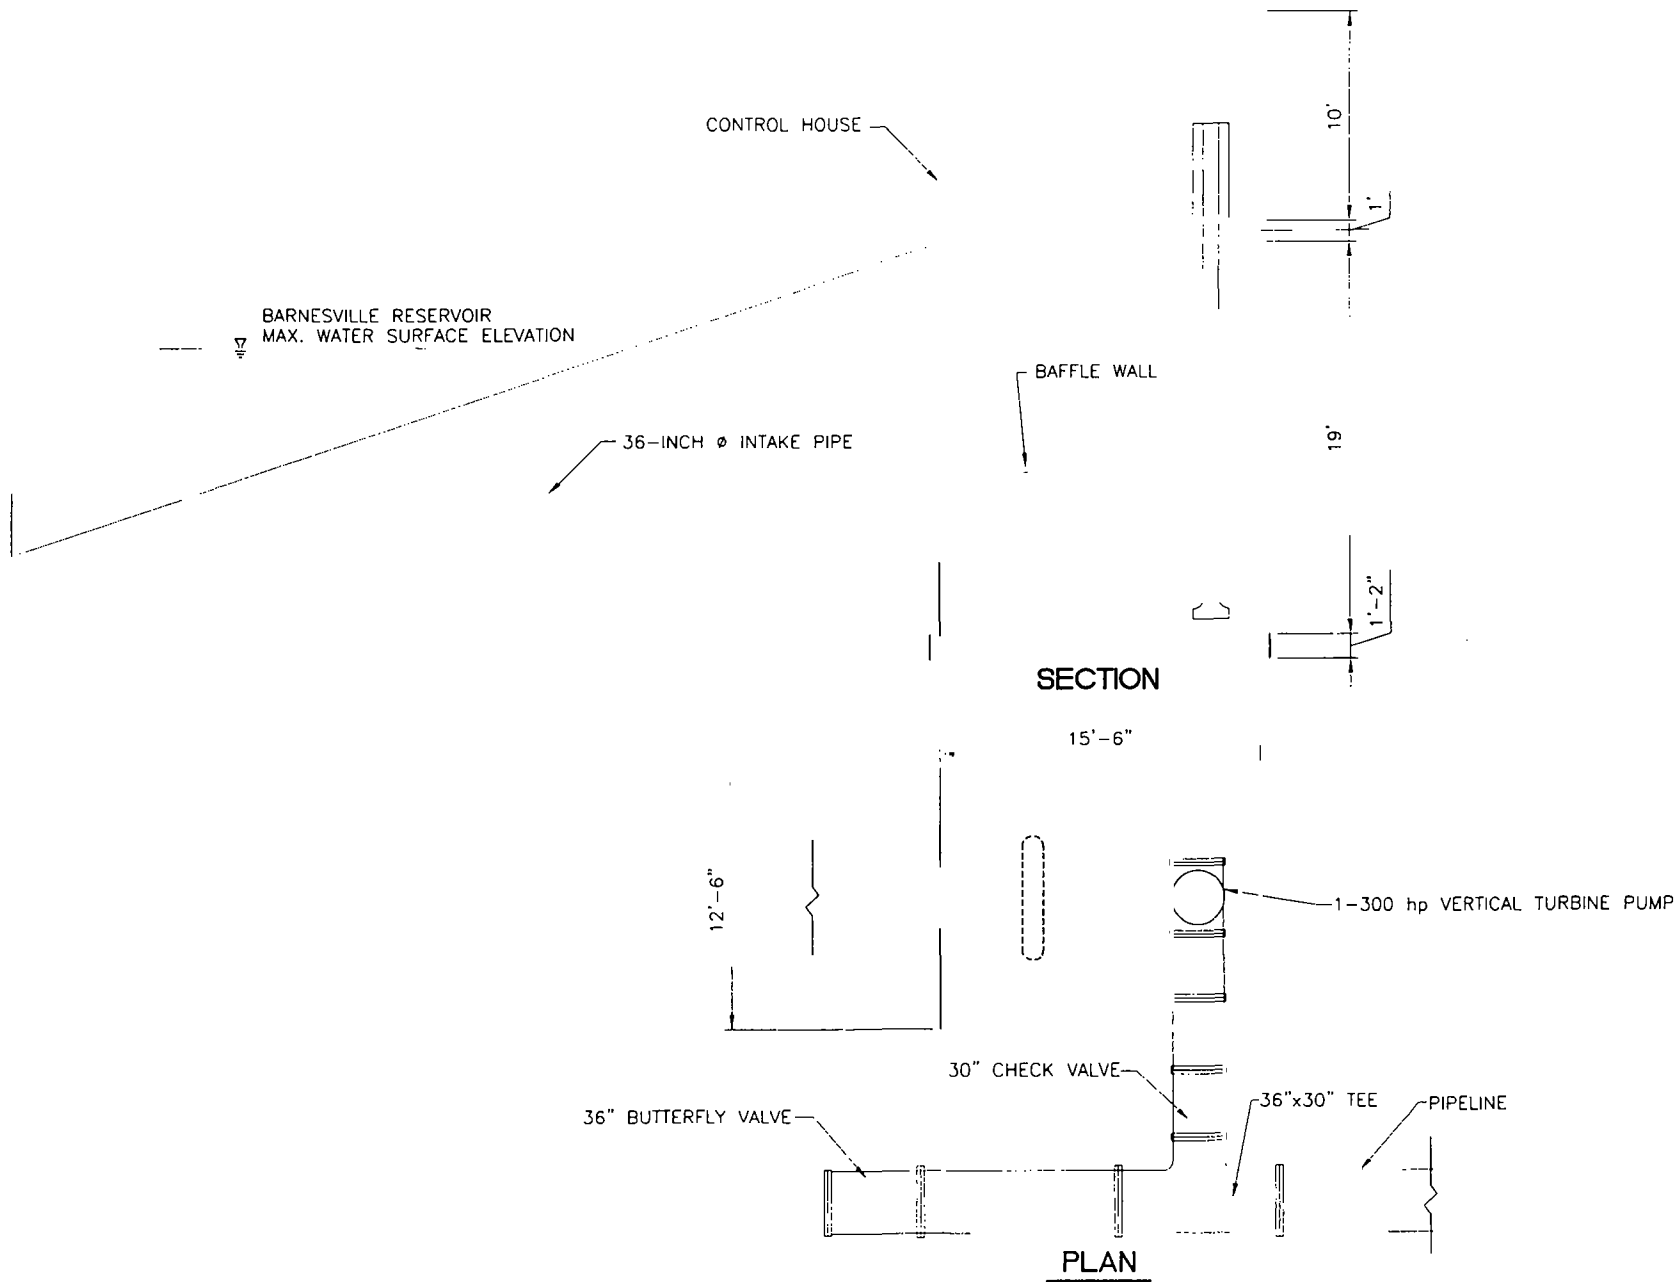 CONTROL HOUSE
10'
1'
BARNESVILLE RESERVOIR
MAX. WATER SURFACE ELEVATION
BAFFLE WALL
36-INCH Ø INTAKE PIPE
19'
1'-2"
SECTION
15'-6"
12'-6"
1-300 hp VERTICAL TURBINE PUMP
30" CHECK VALVE
36"x30" TEE
PIPELINE
36" BUTTERFLY VALVE
PLAN